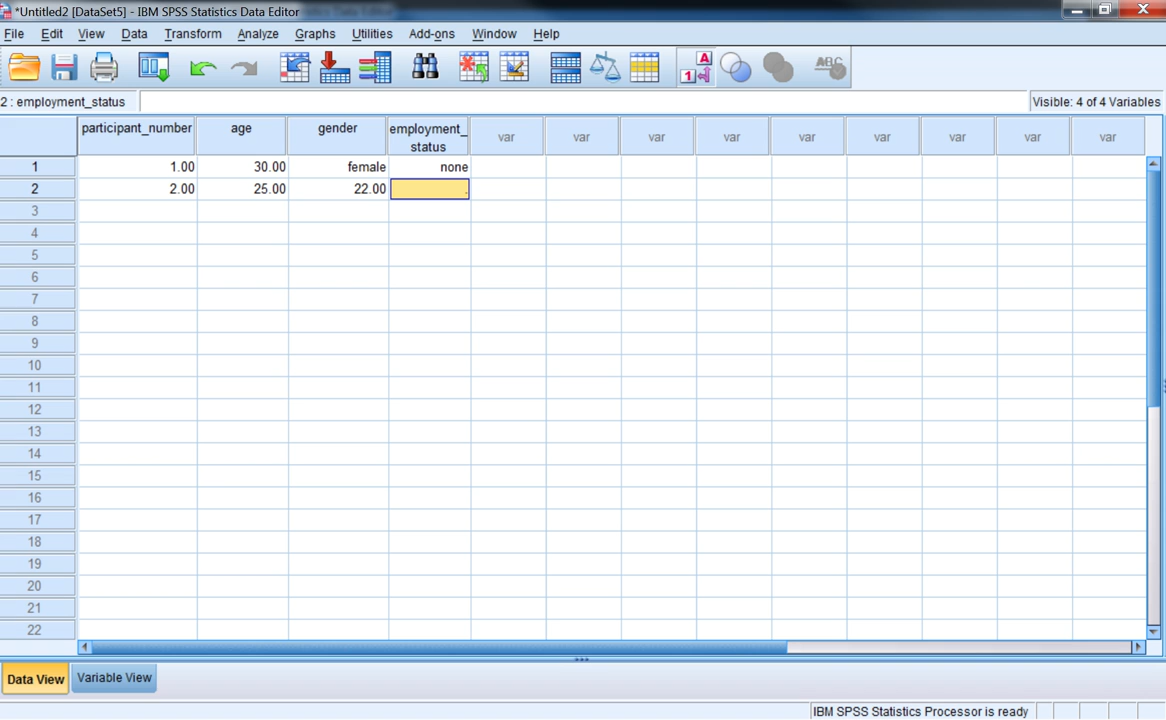 *Untitled2 [DataSet5] - IBM SPSS Statistics Data Editor
File Edit View Data Transform Analyze Graphs Utilities Add-ons Window Help
A
1
ABC
2 : employment_status
Visible: 4 of 4 Variables
participant_number age gender employment_status var var var var var var var var var
1 1.00 30.00 female none
2 2.00 25.00 22.00 .
3
4
5
6
7
8
9
10
11
12
13
14
15
16
17
18
19
20
21
22
Data View Variable View
IBM SPSS Statistics Processor is ready